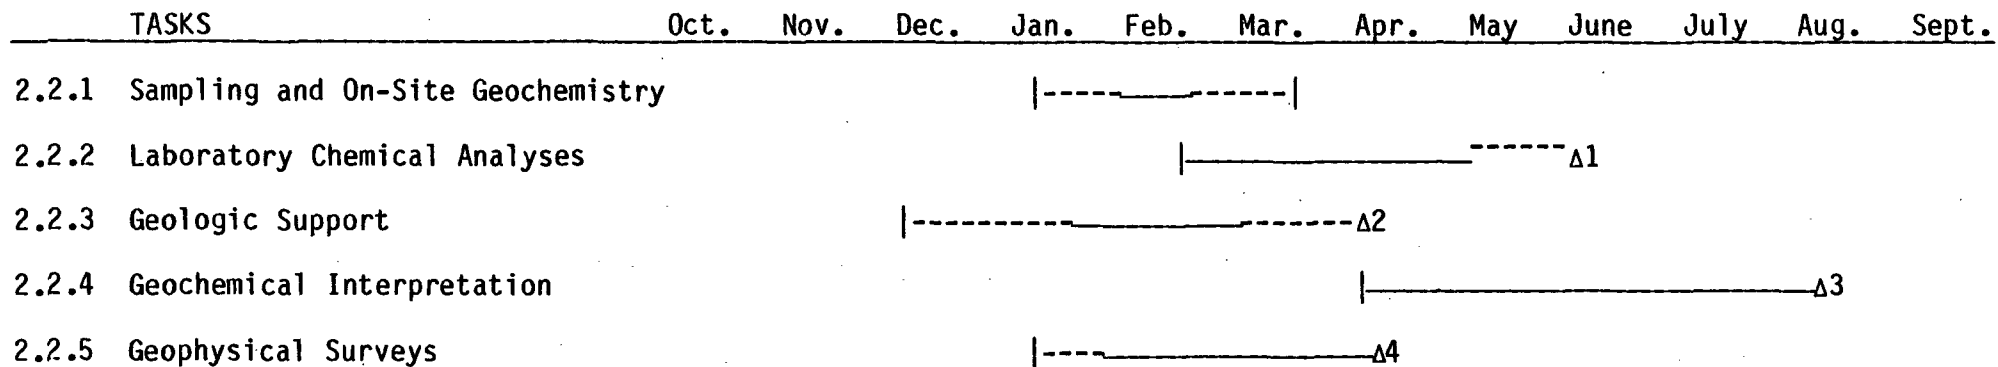 TASKS Oct. Nov. Dec. Jan. Feb. Mar. Apr. May June July Aug. Sept.
2.2.1 Sampling and On-Site Geochemistry
2.2.2 Laboratory Chemical Analyses Δ1
2.2.3 Geologic Support Δ2
2.2.4 Geochemical Interpretation Δ3
2.2.5 Geophysical Surveys Δ4